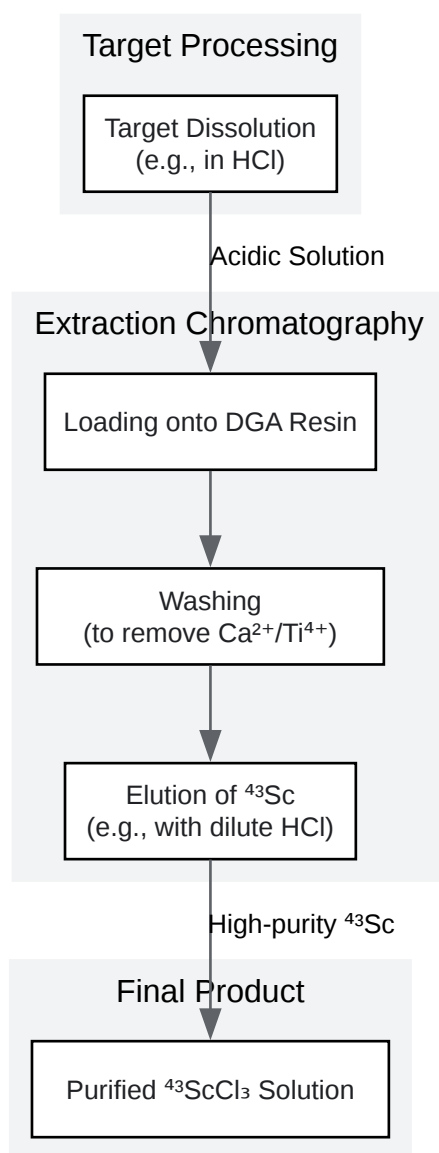 Target Processing
Target Dissolution
(e.g., in HCl)
Acidic Solution
Extraction Chromatography
Loading onto DGA Resin
Washing
(to remove Ca²⁺/Ti⁴⁺)
Elution of ⁴³Sc
(e.g., with dilute HCl)
High-purity ⁴³Sc
Final Product
Purified ⁴³ScCl₃ Solution